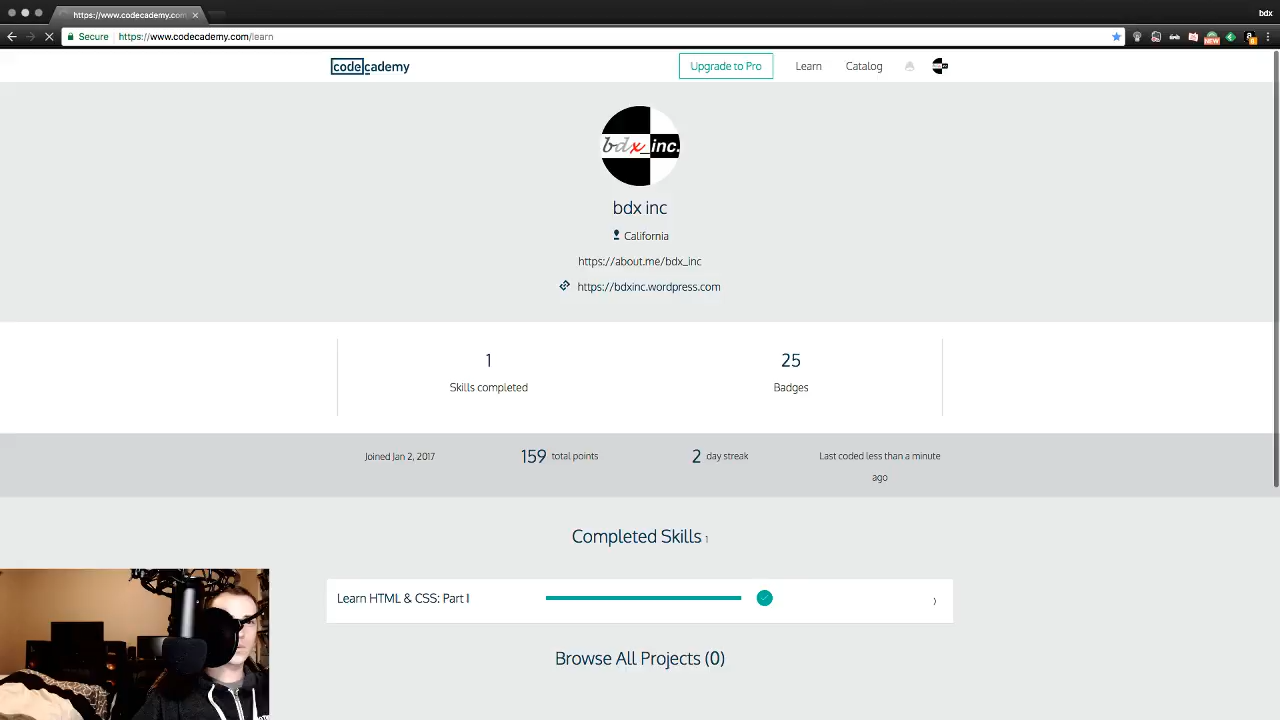 https://www.codecademy.com
bdx
Secure https://www.codecademy.com/learn
NEW
codecademy
Upgrade to Pro
Learn
Catalog
bdx_inc.
bdx inc
California
https://about.me/bdx_inc
https://bdxinc.wordpress.com
1
25
Skills completed
Badges
Joined Jan 2, 2017
159 total points
2 day streak
Last coded less than a minute
ago
Completed Skills 1
Learn HTML & CSS: Part I
Browse All Projects (0)